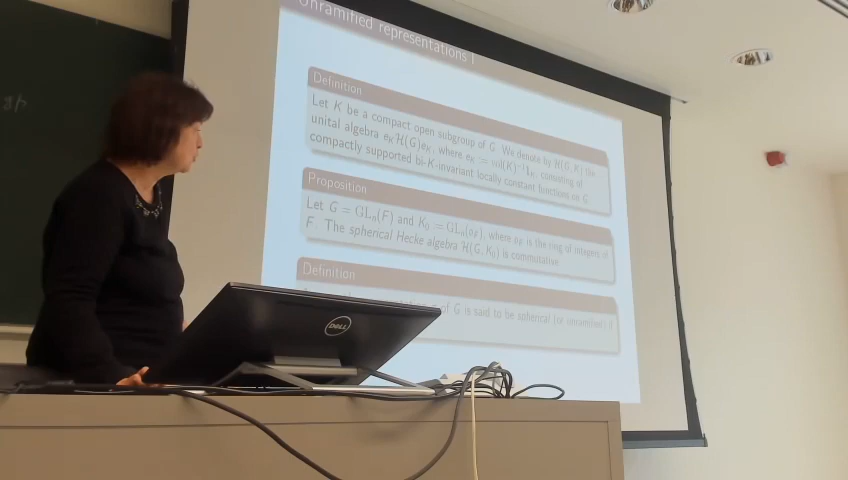 Unramified representations I
Definition
Let K be a compact open subgroup of G. We denote by H(G, K) the
unital algebra e_K H(G)e_K, where e_K := vol(K)⁻¹1_K, consisting of
compactly supported bi-K-invariant locally constant functions on G.
Proposition
Let G = GL_n(F) and K_0 := GL_n(o_F), where o_F is the ring of integers of
F. The spherical Hecke algebra H(G, K_0) is commutative.
Definition
of G is said to be spherical (or unramified) if
DELL